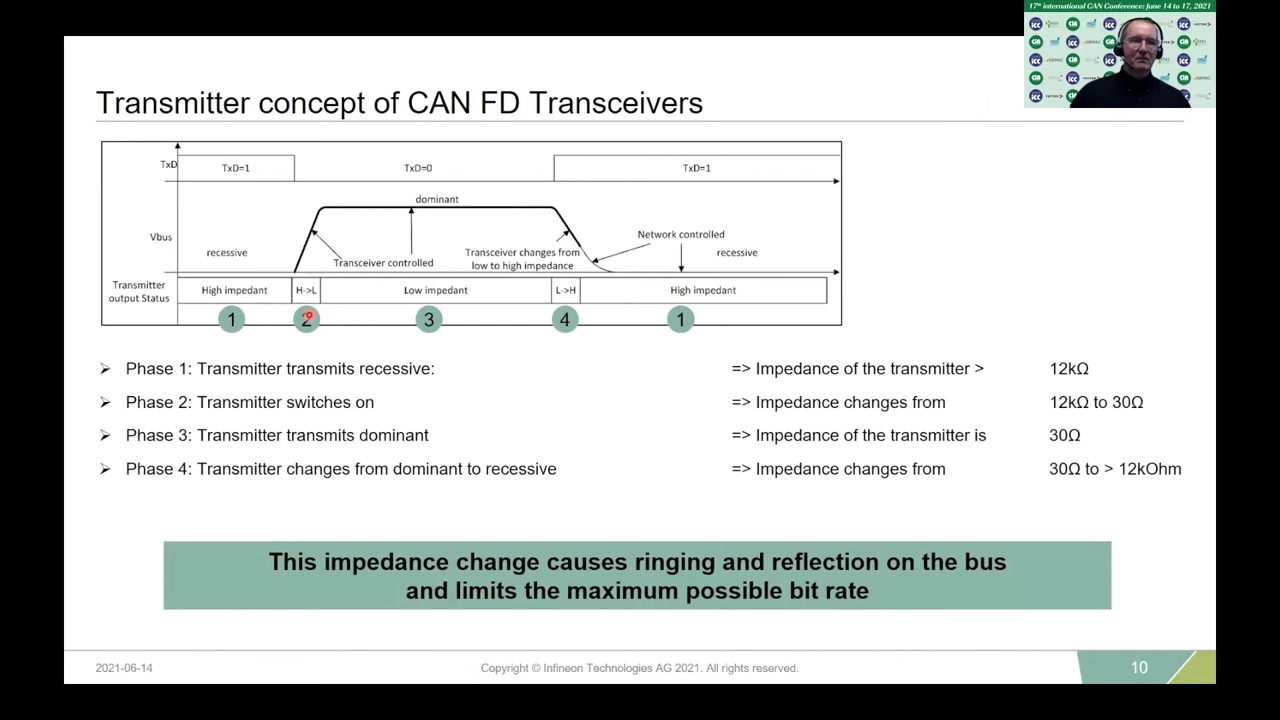 17th international CAN Conference: June 14 to 17, 2021
Transmitter concept of CAN FD Transceivers
TxD
TxD=1
TxD=0
TxD=1
dominant
Vbus
recessive
Transceiver controlled
Transceiver changes from
low to high impedance
Network controlled
recessive
Transmitter
output Status
High impedant
H->L
Low impedant
L->H
High impedant
1
2
3
4
1
➢ Phase 1: Transmitter transmits recessive: => Impedance of the transmitter > 12kΩ
➢ Phase 2: Transmitter switches on => Impedance changes from 12kΩ to 30Ω
➢ Phase 3: Transmitter transmits dominant => Impedance of the transmitter is 30Ω
➢ Phase 4: Transmitter changes from dominant to recessive => Impedance changes from 30Ω to > 12kOhm
This impedance change causes ringing and reflection on the bus
and limits the maximum possible bit rate
2021-06-14
Copyright © Infineon Technologies AG 2021. All rights reserved.
10